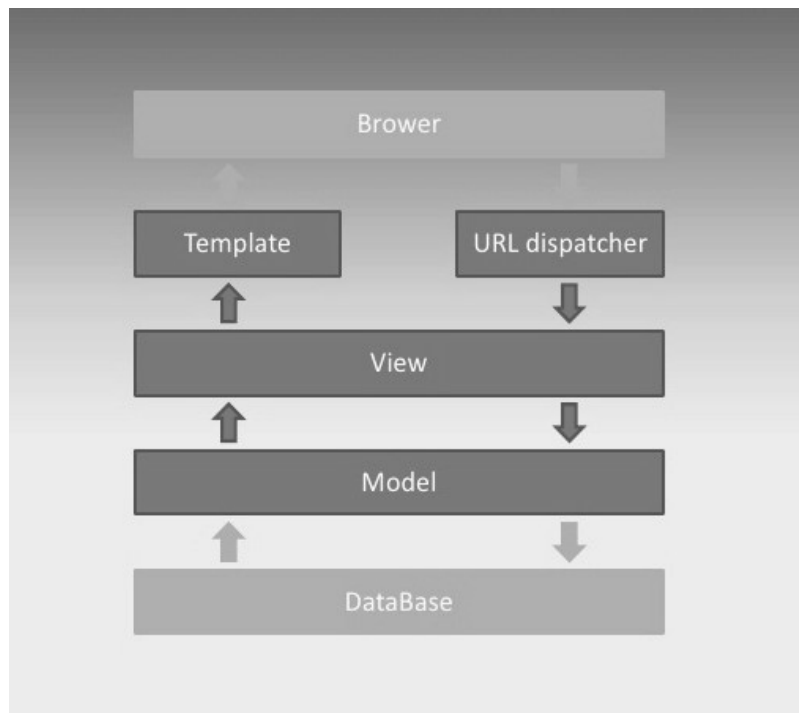 Brower
Template
URL dispatcher
View
Model
DataBase